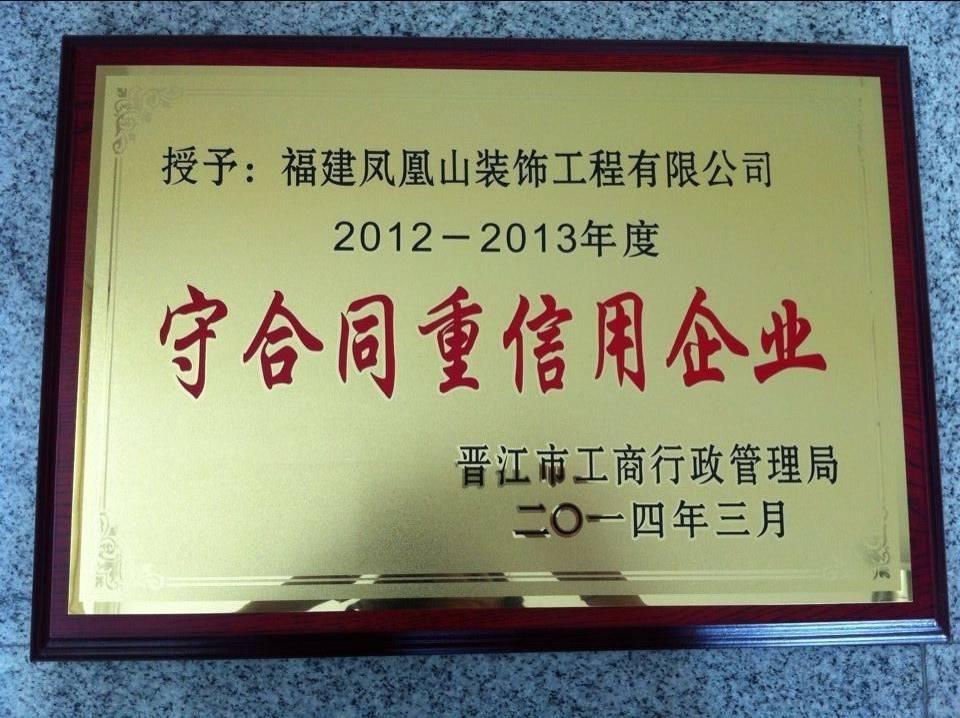 授予：福建凤凰山装饰工程有限公司
2012－2013年度
守合同重信用企业
晋江市工商行政管理局
二〇一四年三月